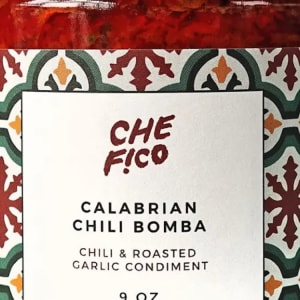 CHE
F!CO
CALABRIAN
CHILI BOMBA
CHILI & ROASTED
GARLIC CONDIMENT
9 OZ